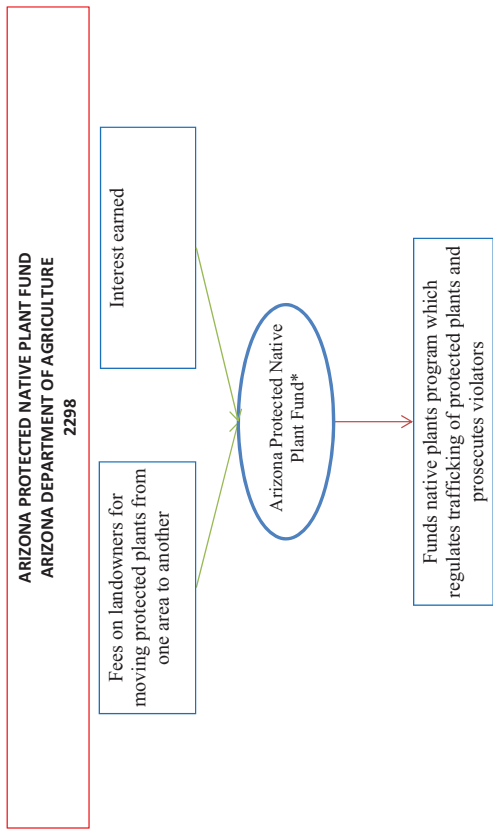 ARIZONA PROTECTED NATIVE PLANT FUND
ARIZONA DEPARTMENT OF AGRICULTURE
2298
Fees on landowners for
moving protected plants from
one area to another
Interest earned
Arizona Protected Native
Plant Fund*
Funds native plants program which
regulates trafficking of protected plants and
prosecutes violators